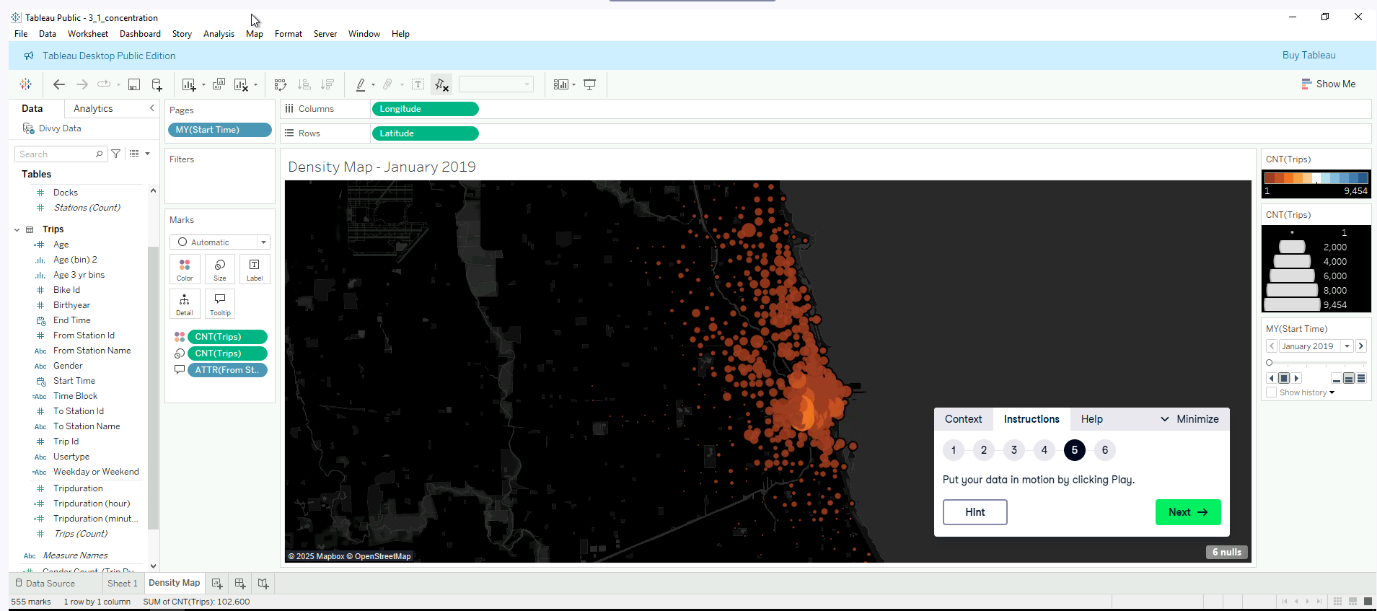 Tableau Public - 3_1_concentration
File Data Worksheet Dashboard Story Analysis Map Format Server Window Help
Tableau Desktop Public Edition
Buy Tableau
Show Me
Data Analytics
Divvy Data
Search
Tables
Docks
Stations (Count)
Trips
Age
Age (bin) 2
Age 3 yr bins
Bike Id
Birthyear
End Time
From Station Id
Abc From Station Name
Abc Gender
Start Time
Abc Time Block
To Station Id
Abc To Station Name
Trip Id
Abc Usertype
Abc Weekday or Weekend
Tripduration
Tripduration (hour)
Tripduration (minut...
Trips (Count)
Abc Measure Names
Pages
MY(Start Time)
Filters
Marks
Automatic
Color Size Label
Detail Tooltip
CNT(Trips)
CNT(Trips)
ATTR(From St..
Columns Longitude
Rows Latitude
Density Map - January 2019
© 2025 Mapbox © OpenStreetMap
6 nulls
Context Instructions Help Minimize
1 2 3 4 5 6
Put your data in motion by clicking Play.
Hint Next
CNT(Trips)
1 9,454
CNT(Trips)
1
2,000
4,000
6,000
8,000
9,454
MY(Start Time)
January 2019
Show history
Data Source Sheet 1 Density Map
555 marks 1 row by 1 column SUM of CNT(Trips): 102,600